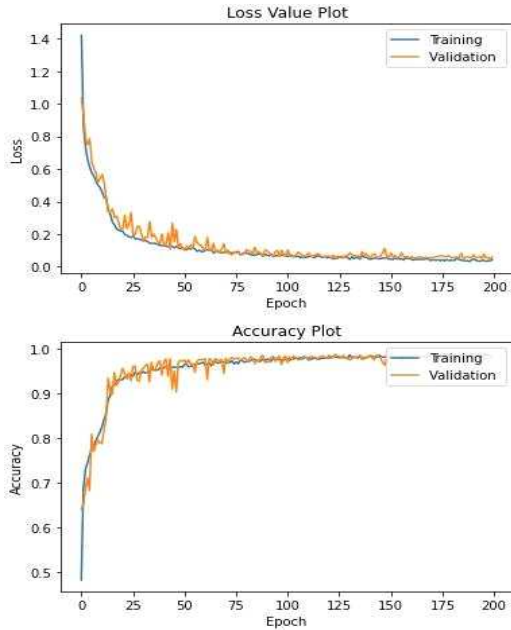 Loss Value Plot
1.4
1.2
1.0
0.8
0.6
0.4
0.2
0.0
Loss
Training
Validation
0 25 50 75 100 125 150 175 200
Epoch
Accuracy Plot
1.0
0.9
0.8
0.7
0.6
0.5
Accuracy
Training
Validation
0 25 50 75 100 125 150 175 200
Epoch